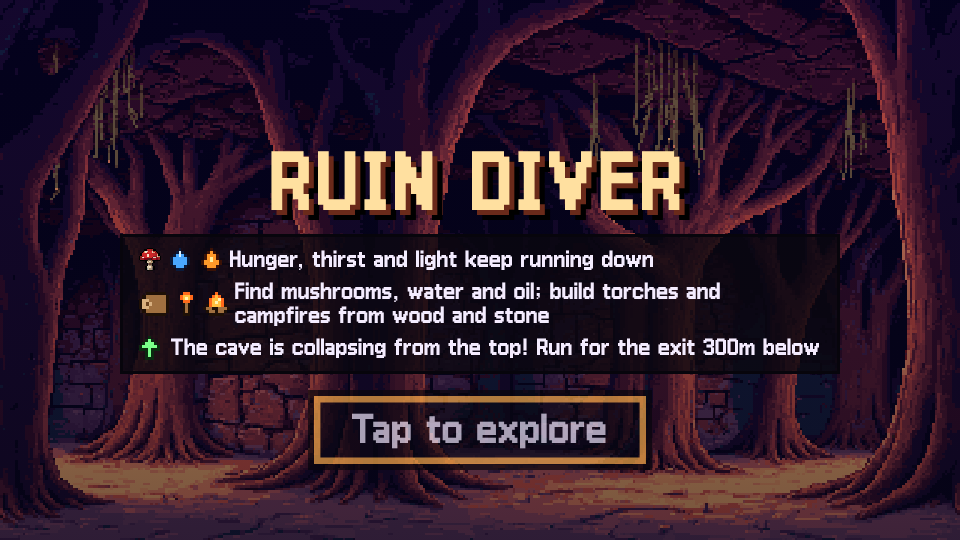 RUIN DIVER
Hunger, thirst and light keep running down
Find mushrooms, water and oil; build torches and
campfires from wood and stone
The cave is collapsing from the top! Run for the exit 300m below
Tap to explore